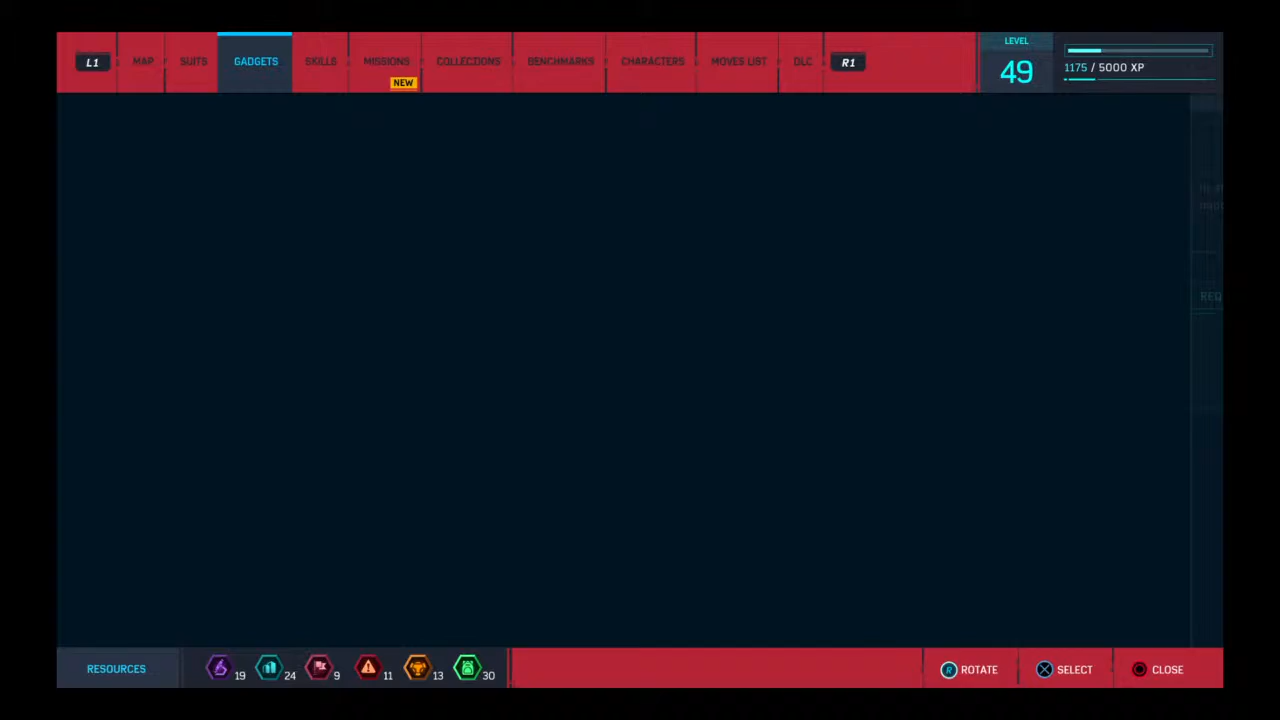 L1 MAP SUITS GADGETS SKILLS MISSIONS COLLECTIONS BENCHMARKS CHARACTERS MOVES LIST DLC R1
NEW
LEVEL
49
1175 / 5000 XP
REQ
RESOURCES 19 24 9 11 13 30 R ROTATE SELECT CLOSE